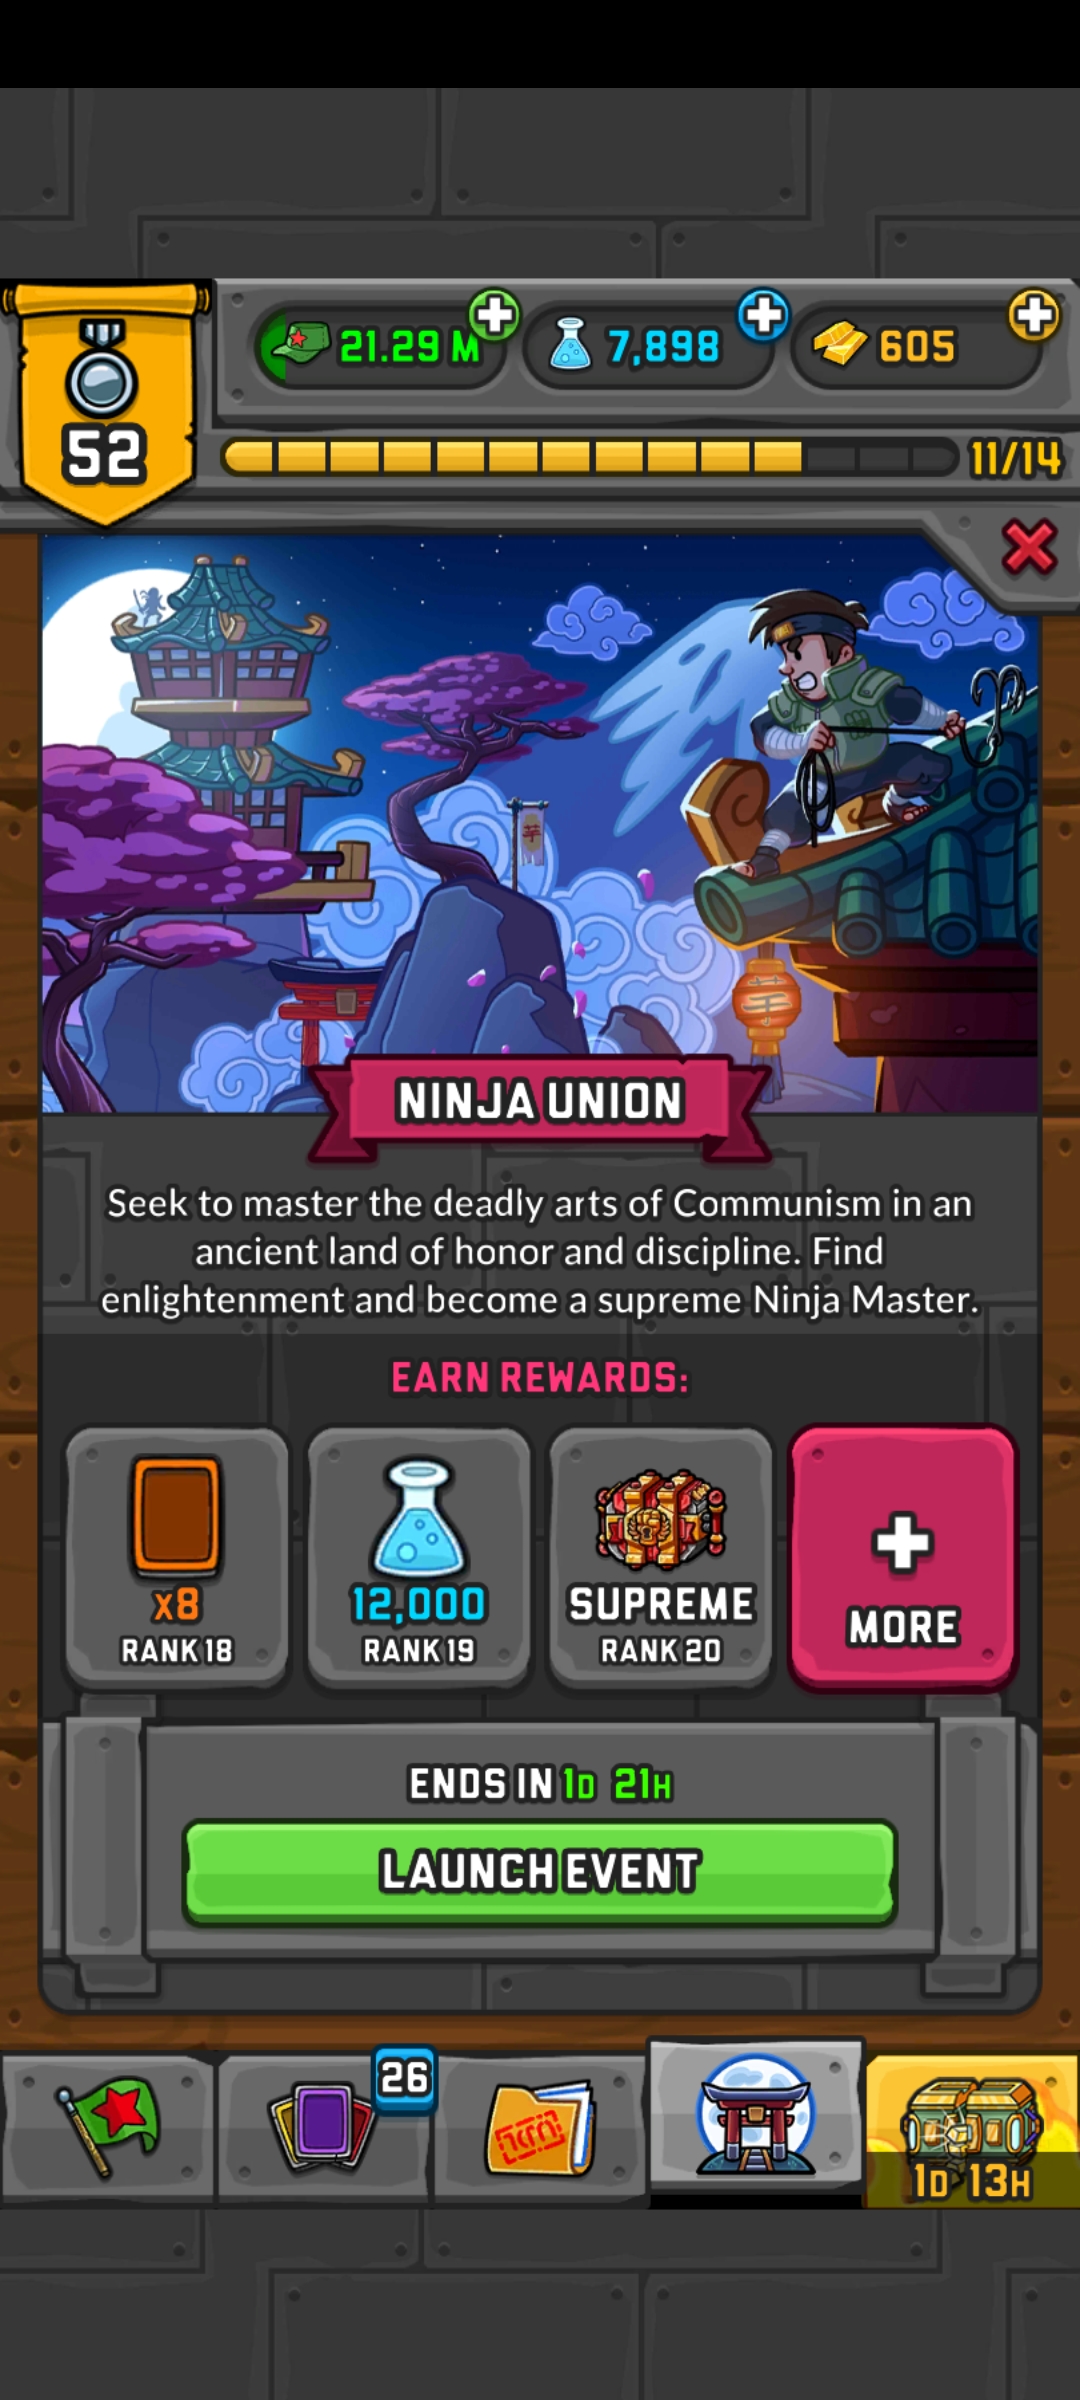 21.29 M
7,898
605
52
11/14
芋
芋
NINJA UNION
Seek to master the deadly arts of Communism in an
ancient land of honor and discipline. Find
enlightenment and become a supreme Ninja Master.
EARN REWARDS:
x8
RANK 18
12,000
RANK 19
SUPREME
RANK 20
MORE
ENDS IN 1D 21H
LAUNCH EVENT
26
1D 13H